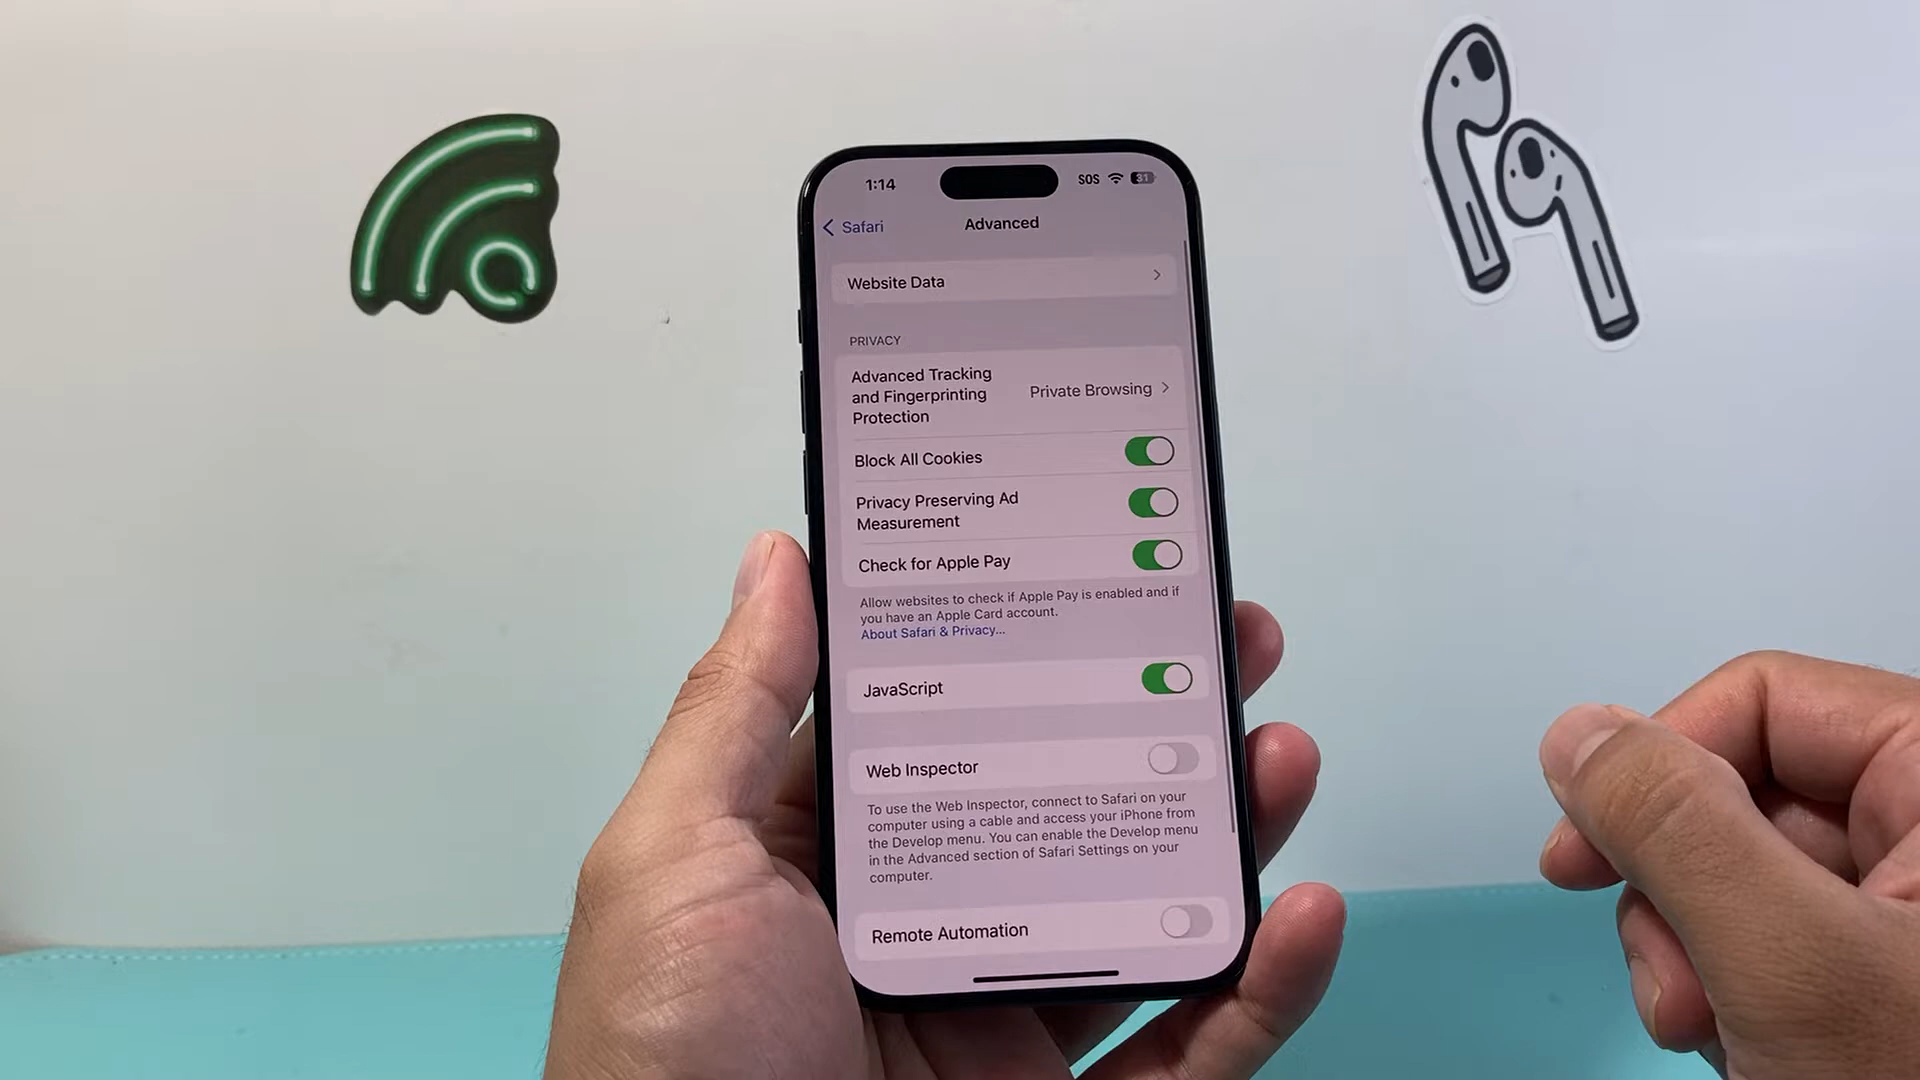 1:14
SOS
31
Safari
Advanced
Website Data
PRIVACY
Advanced Tracking
and Fingerprinting
Protection
Private Browsing
Block All Cookies
Privacy Preserving Ad
Measurement
Check for Apple Pay
Allow websites to check if Apple Pay is enabled and if
you have an Apple Card account.
About Safari & Privacy...
JavaScript
Web Inspector
To use the Web Inspector, connect to Safari on your
computer using a cable and access your iPhone from
the Develop menu. You can enable the Develop menu
in the Advanced section of Safari Settings on your
computer.
Remote Automation